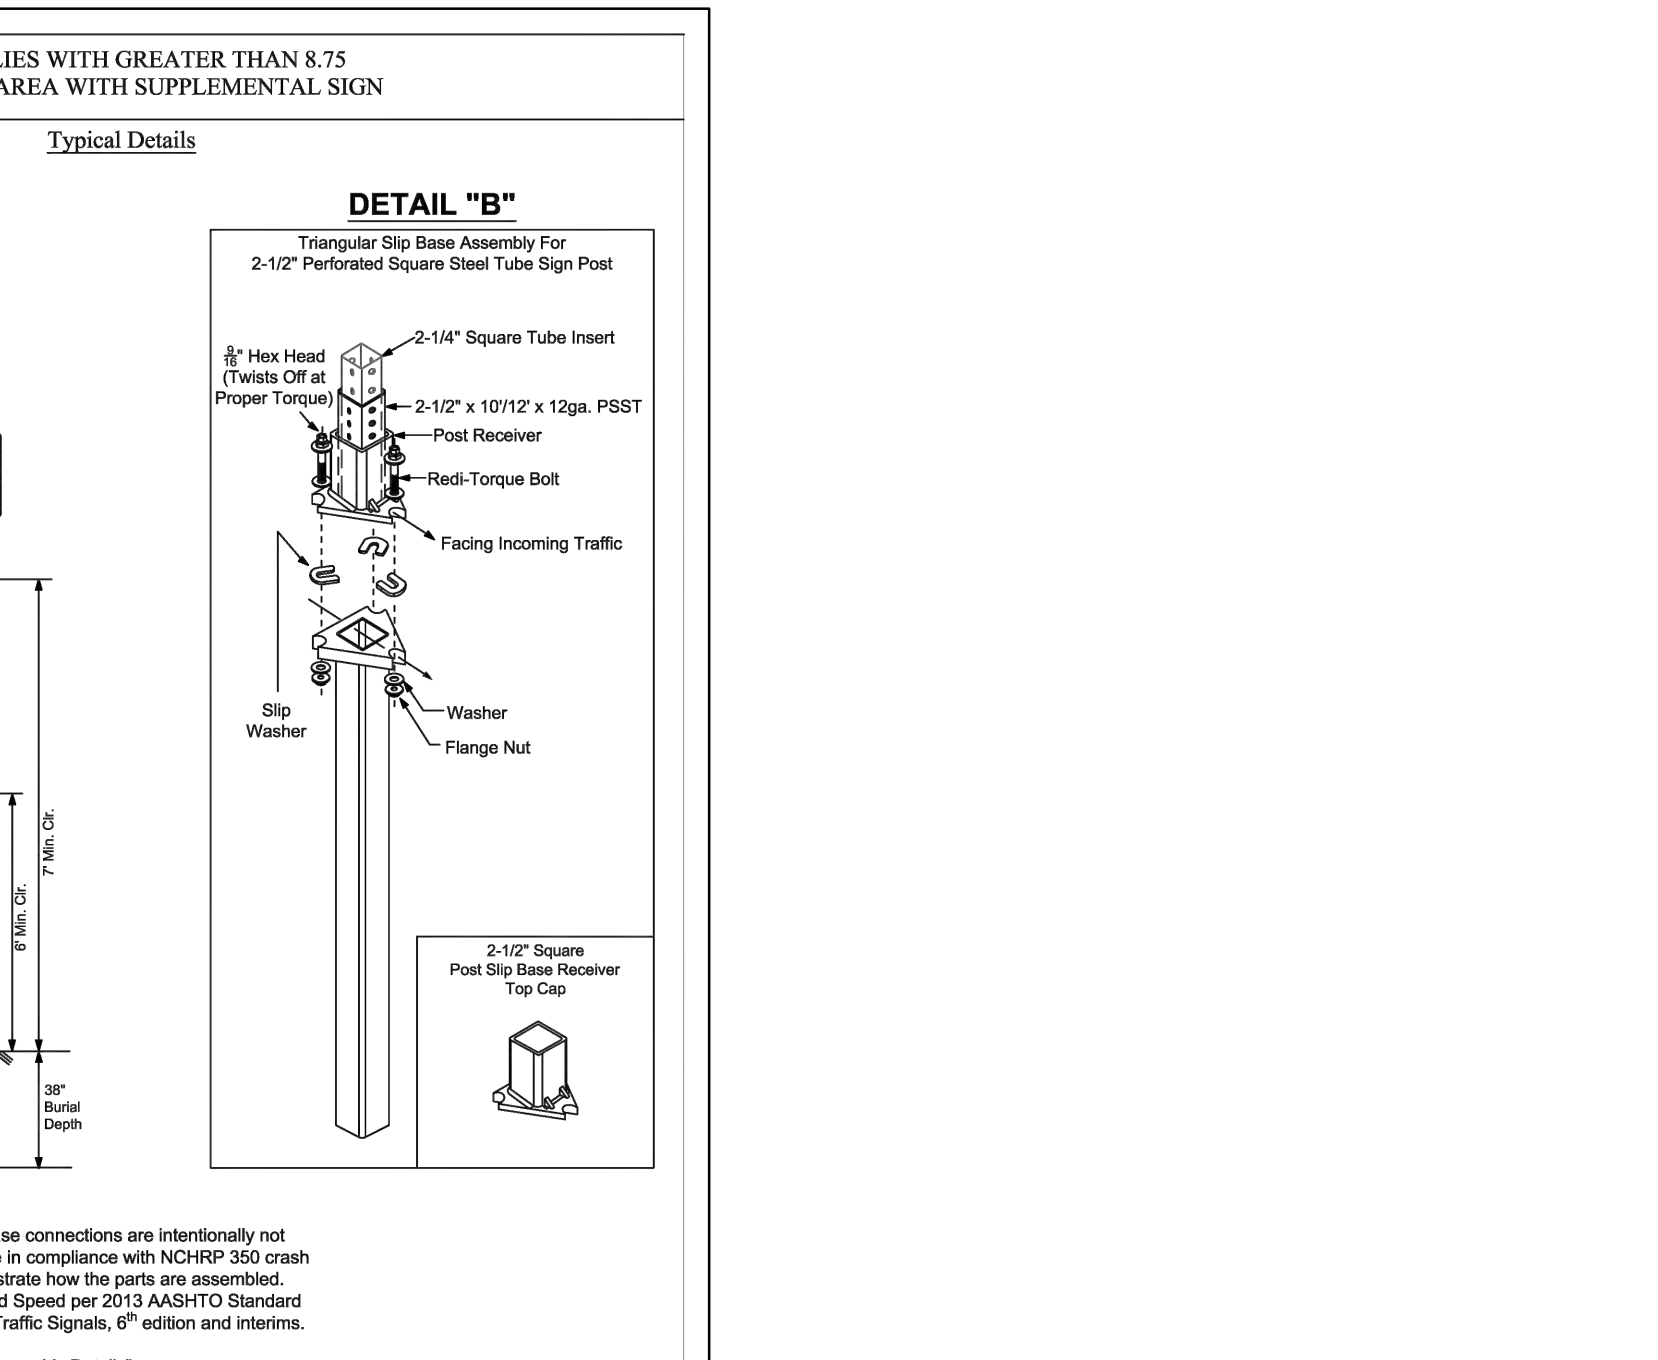 LIES WITH GREATER THAN 8.75
AREA WITH SUPPLEMENTAL SIGN
Typical Details
DETAIL "B"
Triangular Slip Base Assembly For
2-1/2" Perforated Square Steel Tube Sign Post
2-1/4" Square Tube Insert
9/16" Hex Head
(Twists Off at
Proper Torque)
2-1/2" x 10'/12' x 12ga. PSST
Post Receiver
Redi-Torque Bolt
Facing Incoming Traffic
Slip
Washer
Washer
Flange Nut
7' Min. Clr.
6' Min. Clr.
2-1/2" Square
Post Slip Base Receiver
Top Cap
38"
Burial
Depth
se connections are intentionally not
in compliance with NCHRP 350 crash
strate how the parts are assembled.
d Speed per 2013 AASHTO Standard
Traffic Signals, 6th edition and interims.